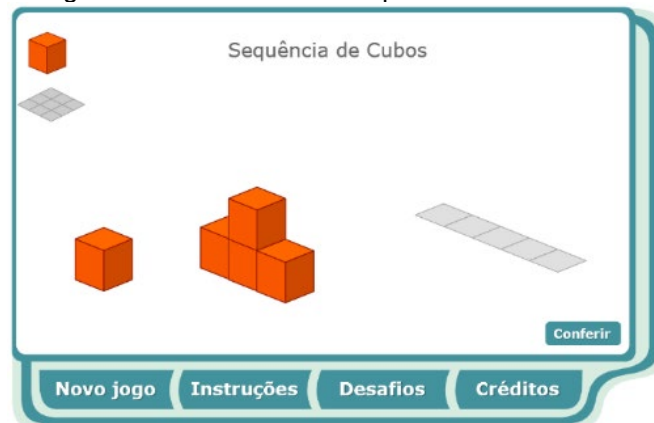 Sequência de Cubos
Conferir
Novo jogo
Instruções
Desafios
Créditos